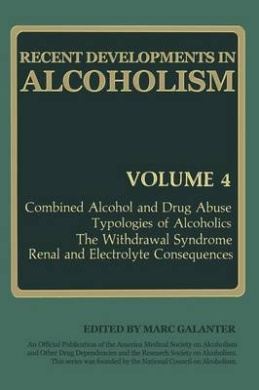 RECENT DEVELOPMENTS IN
ALCOHOLISM
VOLUME 4
Combined Alcohol and Drug Abuse
Typologies of Alcoholics
The Withdrawal Syndrome
Renal and Electrolyte Consequences
EDITED BY MARC GALANTER
An Official Publication of the American Medical Society on Alcoholism
and Other Drug Dependencies and the Research Society on Alcoholism.
This series was founded by the National Council on Alcoholism.